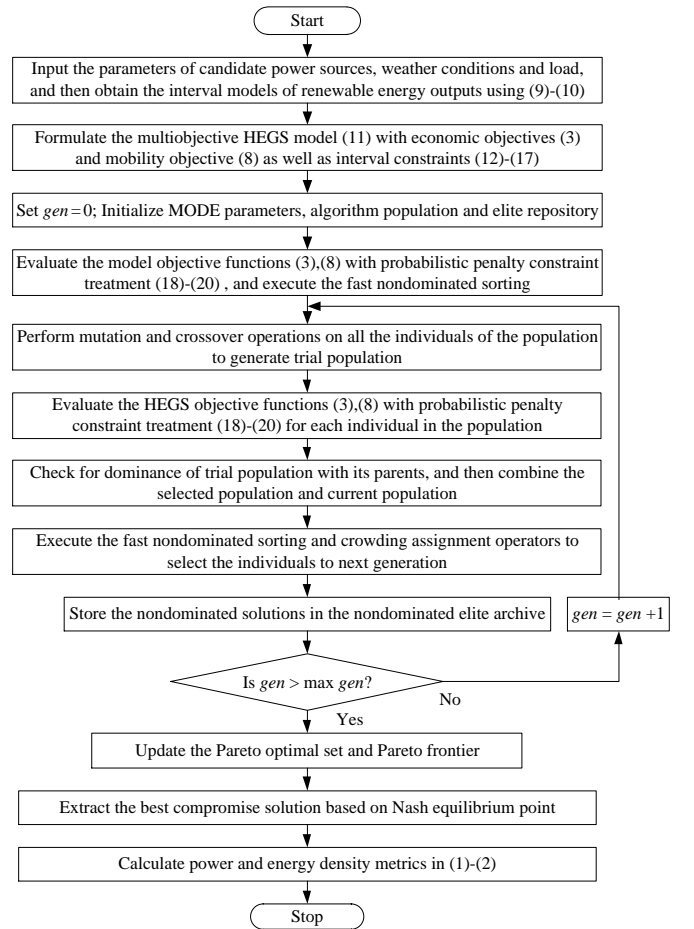 Start
Input the parameters of candidate power sources, weather conditions and load,
and then obtain the interval models of renewable energy outputs using (9)-(10)
Formulate the multiobjective HEGS model (11) with economic objectives (3)
and mobility objective (8) as well as interval constraints (12)-(17)
Set gen=0; Initialize MODE parameters, algorithm population and elite repository
Evaluate the model objective functions (3),(8) with probabilistic penalty constraint
treatment (18)-(20) , and execute the fast nondominated sorting
Perform mutation and crossover operations on all the individuals of the population
to generate trial population
Evaluate the HEGS objective functions (3),(8) with probabilistic penalty
constraint treatment (18)-(20) for each individual in the population
Check for dominance of trial population with its parents, and then combine the
selected population and current population
Execute the fast nondominated sorting and crowding assignment operators to
select the individuals to next generation
Store the nondominated solutions in the nondominated elite archive
gen = gen +1
Is gen > max gen?
No
Yes
Update the Pareto optimal set and Pareto frontier
Extract the best compromise solution based on Nash equilibrium point
Calculate power and energy density metrics in (1)-(2)
Stop